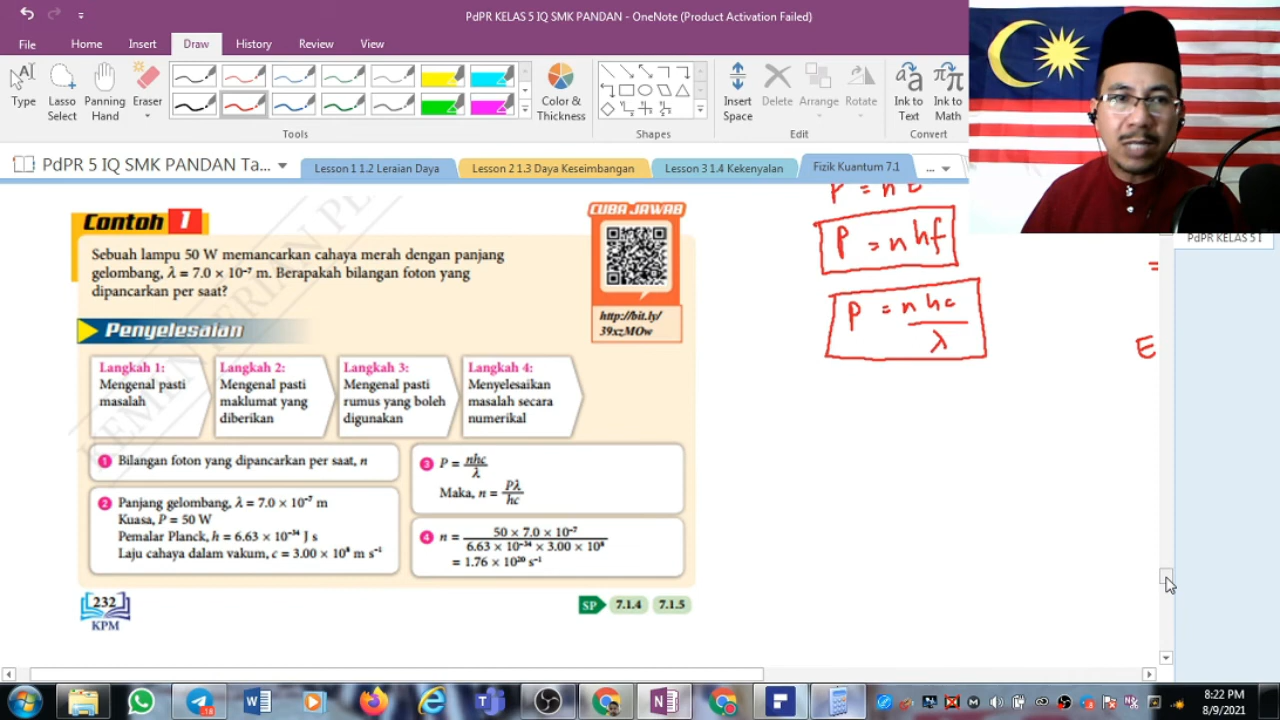 PdPR KELAS 5 IQ SMK PANDAN - OneNote (Product Activation Failed)
File Home Insert Draw History Review View
Type
Lasso Select
Panning Hand
Eraser
Color & Thickness
Insert Space
Delete
Arrange
Rotate
Ink to Text
Ink to Math
Tools
Shapes
Edit
Convert
PdPR 5 IQ SMK PANDAN Ta...
Lesson 1 1.2 Leraian Daya
Lesson 2 1.3 Daya Keseimbangan
Lesson 3 1.4 Kekenyalan
Fizik Kuantum 7.1
...
PdPR KELAS 5 I
Contoh 1
Sebuah lampu 50 W memancarkan cahaya merah dengan panjang
gelombang, λ = 7.0 × 10⁻⁷ m. Berapakah bilangan foton yang
dipancarkan per saat?
CUBA JAWAB
http://bit.ly/
39xzMOw
Penyelesaian
Langkah 1:
Mengenal pasti
masalah
Langkah 2:
Mengenal pasti
maklumat yang
diberikan
Langkah 3:
Mengenal pasti
rumus yang boleh
digunakan
Langkah 4:
Menyelesaikan
masalah secara
numerikal
1 Bilangan foton yang dipancarkan per saat, n
2 Panjang gelombang, λ = 7.0 × 10⁻⁷ m
Kuasa, P = 50 W
Pemalar Planck, h = 6.63 × 10⁻³⁴ J s
Laju cahaya dalam vakum, c = 3.00 × 10⁸ m s⁻¹
3 P = nhc/λ
Maka, n = Pλ/hc
4 n = 50 × 7.0 × 10⁻⁷ / 6.63 × 10⁻³⁴ × 3.00 × 10⁸
= 1.76 × 10²⁰ s⁻¹
232
KPM
SP 7.1.4 7.1.5
P = nhf
P = nhc/λ
=
E
8:22 PM
8/9/2021